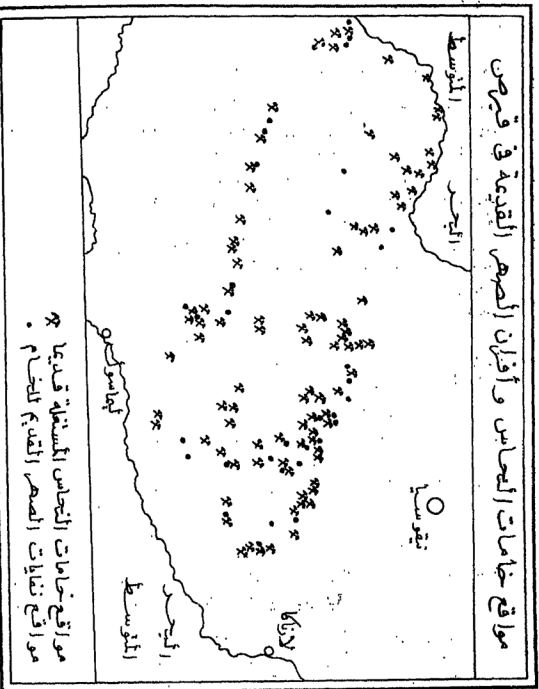 مواقع خامات النحاس وأفران الصهر القديمة في قبرص
البحر
المتوسط
نيقوسيا
لارناكا
ليماسول
البحر
المتوسط
مواقع خامات النحاس المستغلة قديما
مواقع نفايات الصهر القديم للخام